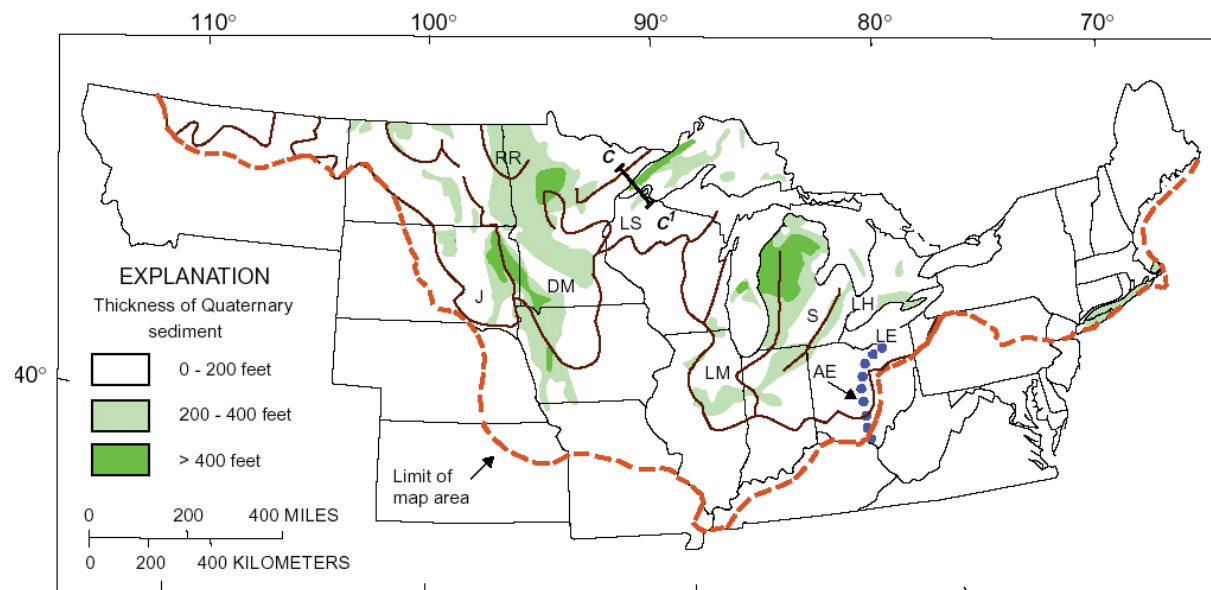 110° 100° 90° 80° 70°
RR
C
LS C¹
EXPLANATION
Thickness of Quaternary
sediment
J DM S LH
0 - 200 feet
LE
40°
LM AE
200 - 400 feet
> 400 feet
Limit of
map area
0 200 400 MILES
0 200 400 KILOMETERS